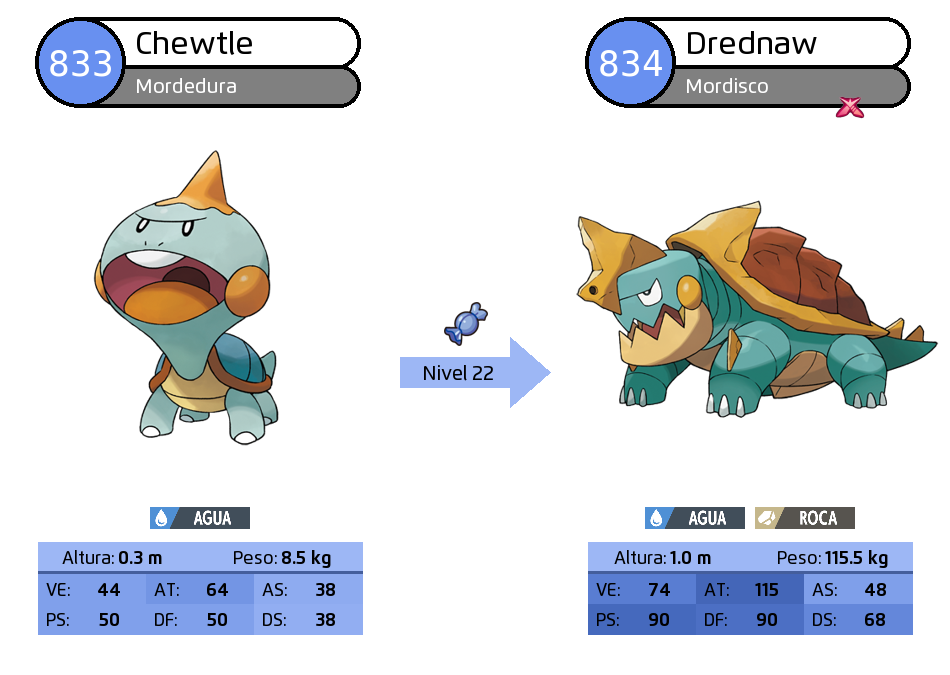 833
Chewtle
Mordedura
834
Drednaw
Mordisco
Nivel 22
AGUA
Altura: 0.3 m Peso: 8.5 kg
VE: 44 AT: 64 AS: 38
PS: 50 DF: 50 DS: 38
AGUA ROCA
Altura: 1.0 m Peso: 115.5 kg
VE: 74 AT: 115 AS: 48
PS: 90 DF: 90 DS: 68